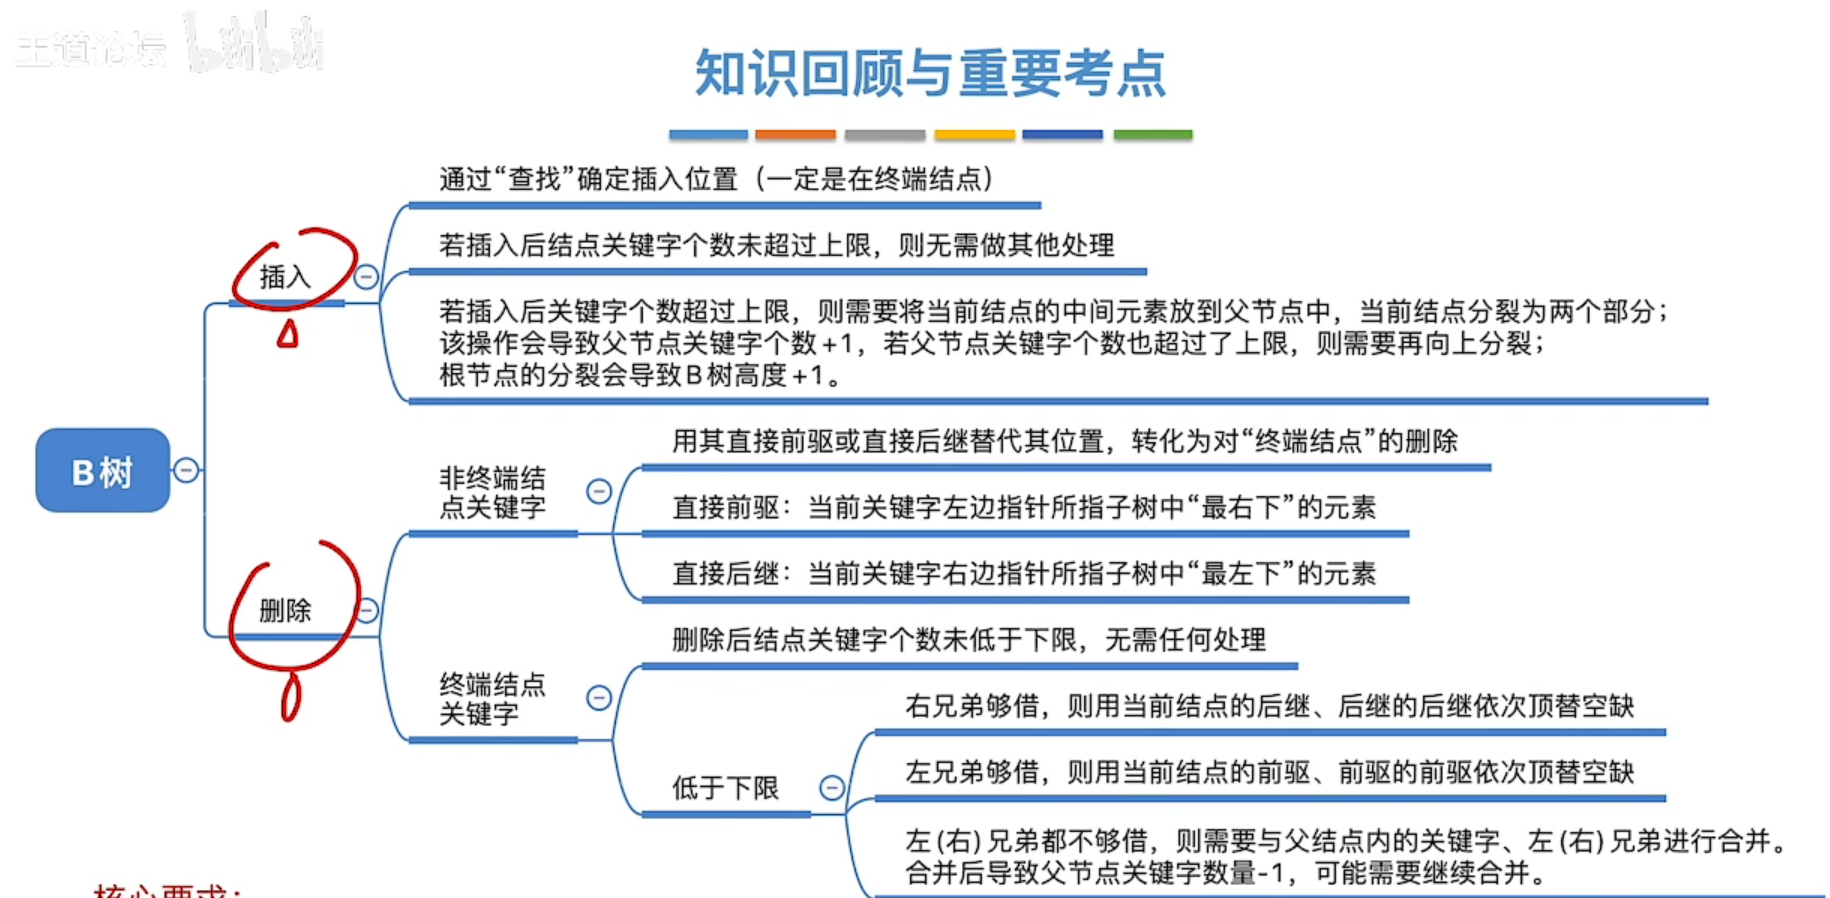 王道论坛 bilibili
知识回顾与重要考点
通过“查找”确定插入位置（一定是在终端结点）
若插入后结点关键字个数未超过上限，则无需做其他处理
插入
若插入后关键字个数超过上限，则需要将当前结点的中间元素放到父节点中，当前结点分裂为两个部分；
该操作会导致父节点关键字个数+1，若父节点关键字个数也超过了上限，则需要再向上分裂；
根节点的分裂会导致B树高度+1。
B树
用其直接前驱或直接后继替代其位置，转化为对“终端结点”的删除
非终端结
点关键字
直接前驱：当前关键字左边指针所指子树中“最右下”的元素
直接后继：当前关键字右边指针所指子树中“最左下”的元素
删除
删除后结点关键字个数未低于下限，无需任何处理
终端结点
关键字
右兄弟够借，则用当前结点的后继、后继的后继依次顶替空缺
低于下限
左兄弟够借，则用当前结点的前驱、前驱的前驱依次顶替空缺
左(右)兄弟都不够借，则需要与父结点内的关键字、左(右)兄弟进行合并。
合并后导致父节点关键字数量-1，可能需要继续合并。
核心要求：